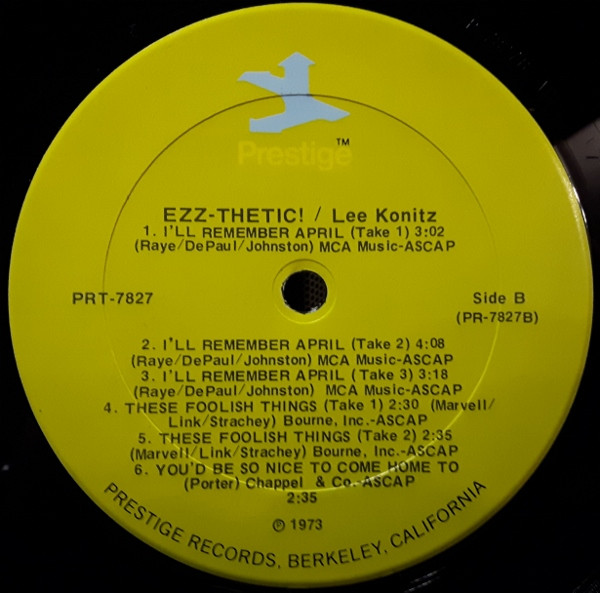 Prestige™
EZZ-THETIC! / Lee Konitz
1. I'LL REMEMBER APRIL (Take 1) 3:02
(Raye/DePaul/Johnston) MCA Music-ASCAP
PRT-7827
Side B
(PR-7827B)
2. I'LL REMEMBER APRIL (Take 2) 4:08
(Raye/DePaul/Johnston) MCA Music-ASCAP
3. I'LL REMEMBER APRIL (Take 3) 3:18
(Raye/DePaul/Johnston) MCA Music-ASCAP
4. THESE FOOLISH THINGS (Take 1) 2:30 (Marvell/
Link/Strachey) Bourne, Inc.-ASCAP
5. THESE FOOLISH THINGS (Take 2) 2:35
(Marvell/Link/Strachey) Bourne, Inc.-ASCAP
6. YOU'D BE SO NICE TO COME HOME TO
(Porter) Chappel & Co.-ASCAP
2:35
℗ 1973
PRESTIGE RECORDS, BERKELEY, CALIFORNIA